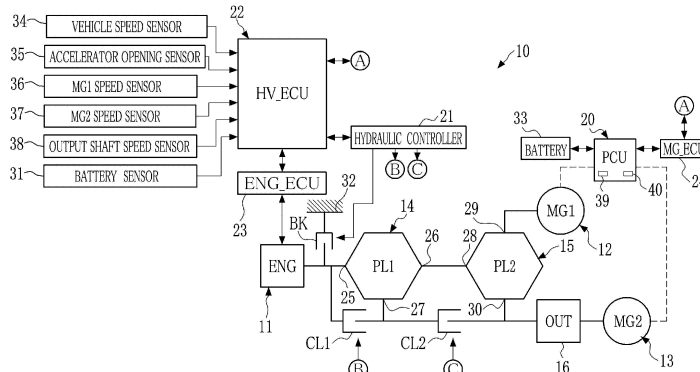 34
VEHICLE SPEED SENSOR
35
ACCELERATOR OPENING SENSOR
36
MG1 SPEED SENSOR
37
MG2 SPEED SENSOR
38
OUTPUT SHAFT SPEED SENSOR
31
BATTERY SENSOR
22
HV_ECU
A
10
21
HYDRAULIC CONTROLLER
B
C
33
BATTERY
20
PCU
39
40
A
MG_ECU
ENG_ECU
23
32
BK
ENG
11
14
PL1
25
26
27
28
29
PL2
15
30
MG1
12
CL1
B
CL2
C
OUT
16
MG2
13